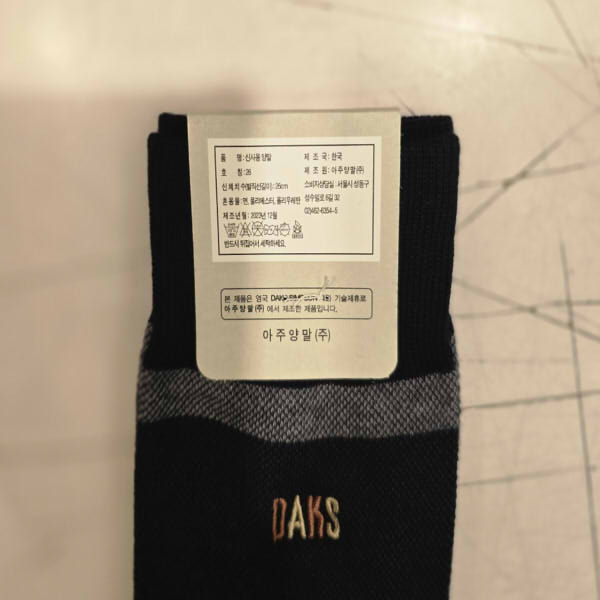 품 명 : 신사용 양말
제 조 국 : 한국
호 칭 : 26
제 조 원 : 아주양말(주)
신체치수(발직선길이) : 26cm
소비자상담실 : 서울시 성동구
성수일로 6길 32
02)462-6354~5
혼용율 : 면, 폴리에스터, 폴리우레탄
제조년월 : 2023년 12월
반드시 뒤집어서 세탁하세요
본 제품은 영국 DAKS 기술제휴로
아주양말(주)에서 제조한 제품입니다.
아주양말(주)
DAKS